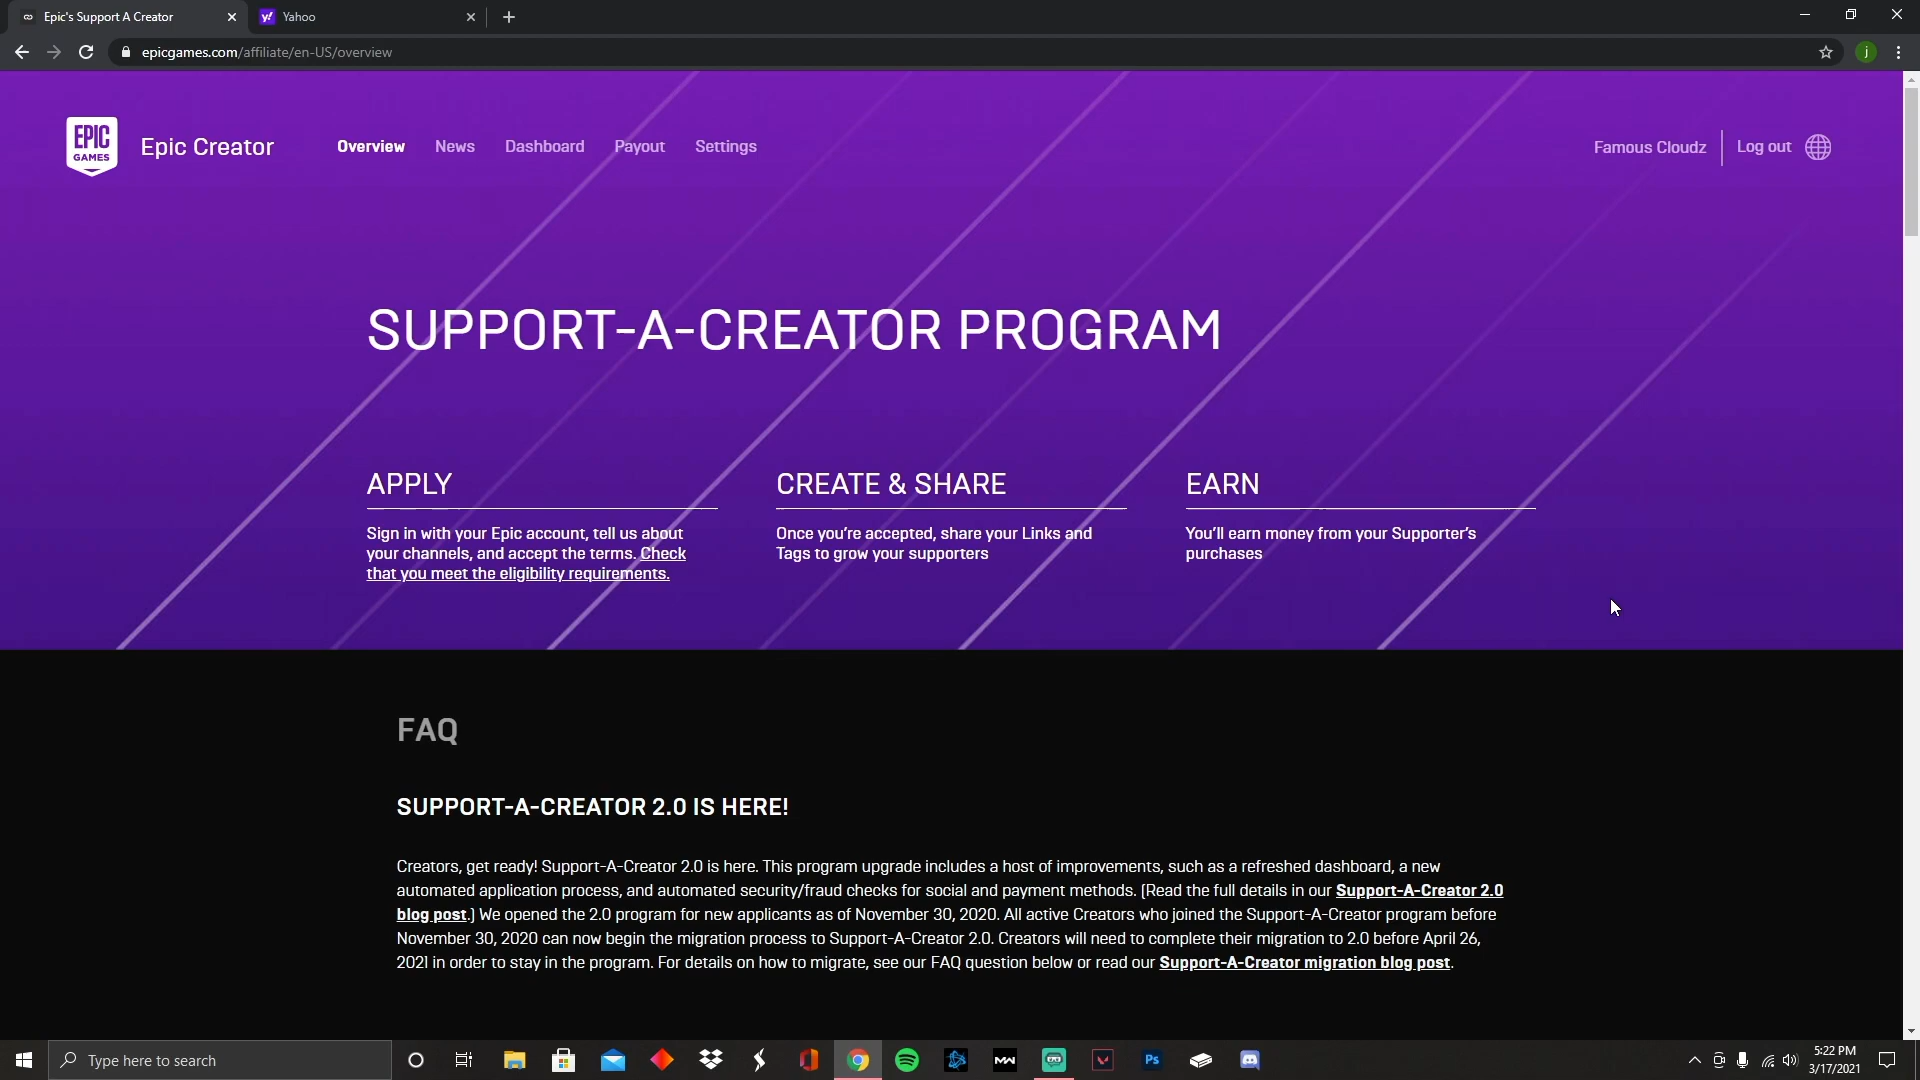 Epic's Support A Creator
Yahoo
epicgames.com/affiliate/en-US/overview
j
EPIC GAMES
Epic Creator
Overview
News
Dashboard
Payout
Settings
Famous Cloudz
Log out
SUPPORT-A-CREATOR PROGRAM
APPLY
Sign in with your Epic account, tell us about
your channels, and accept the terms. Check
that you meet the eligibility requirements.
CREATE & SHARE
Once you're accepted, share your Links and
Tags to grow your supporters
EARN
You'll earn money from your Supporter's
purchases
FAQ
SUPPORT-A-CREATOR 2.0 IS HERE!
Creators, get ready! Support-A-Creator 2.0 is here. This program upgrade includes a host of improvements, such as a refreshed dashboard, a new
automated application process, and automated security/fraud checks for social and payment methods. (Read the full details in our Support-A-Creator 2.0
blog post.) We opened the 2.0 program for new applicants as of November 30, 2020. All active Creators who joined the Support-A-Creator program before
November 30, 2020 can now begin the migration process to Support-A-Creator 2.0. Creators will need to complete their migration to 2.0 before April 26,
2021 in order to stay in the program. For details on how to migrate, see our FAQ question below or read our Support-A-Creator migration blog post.
Type here to search
MW
Ps
5:22 PM
3/17/2021